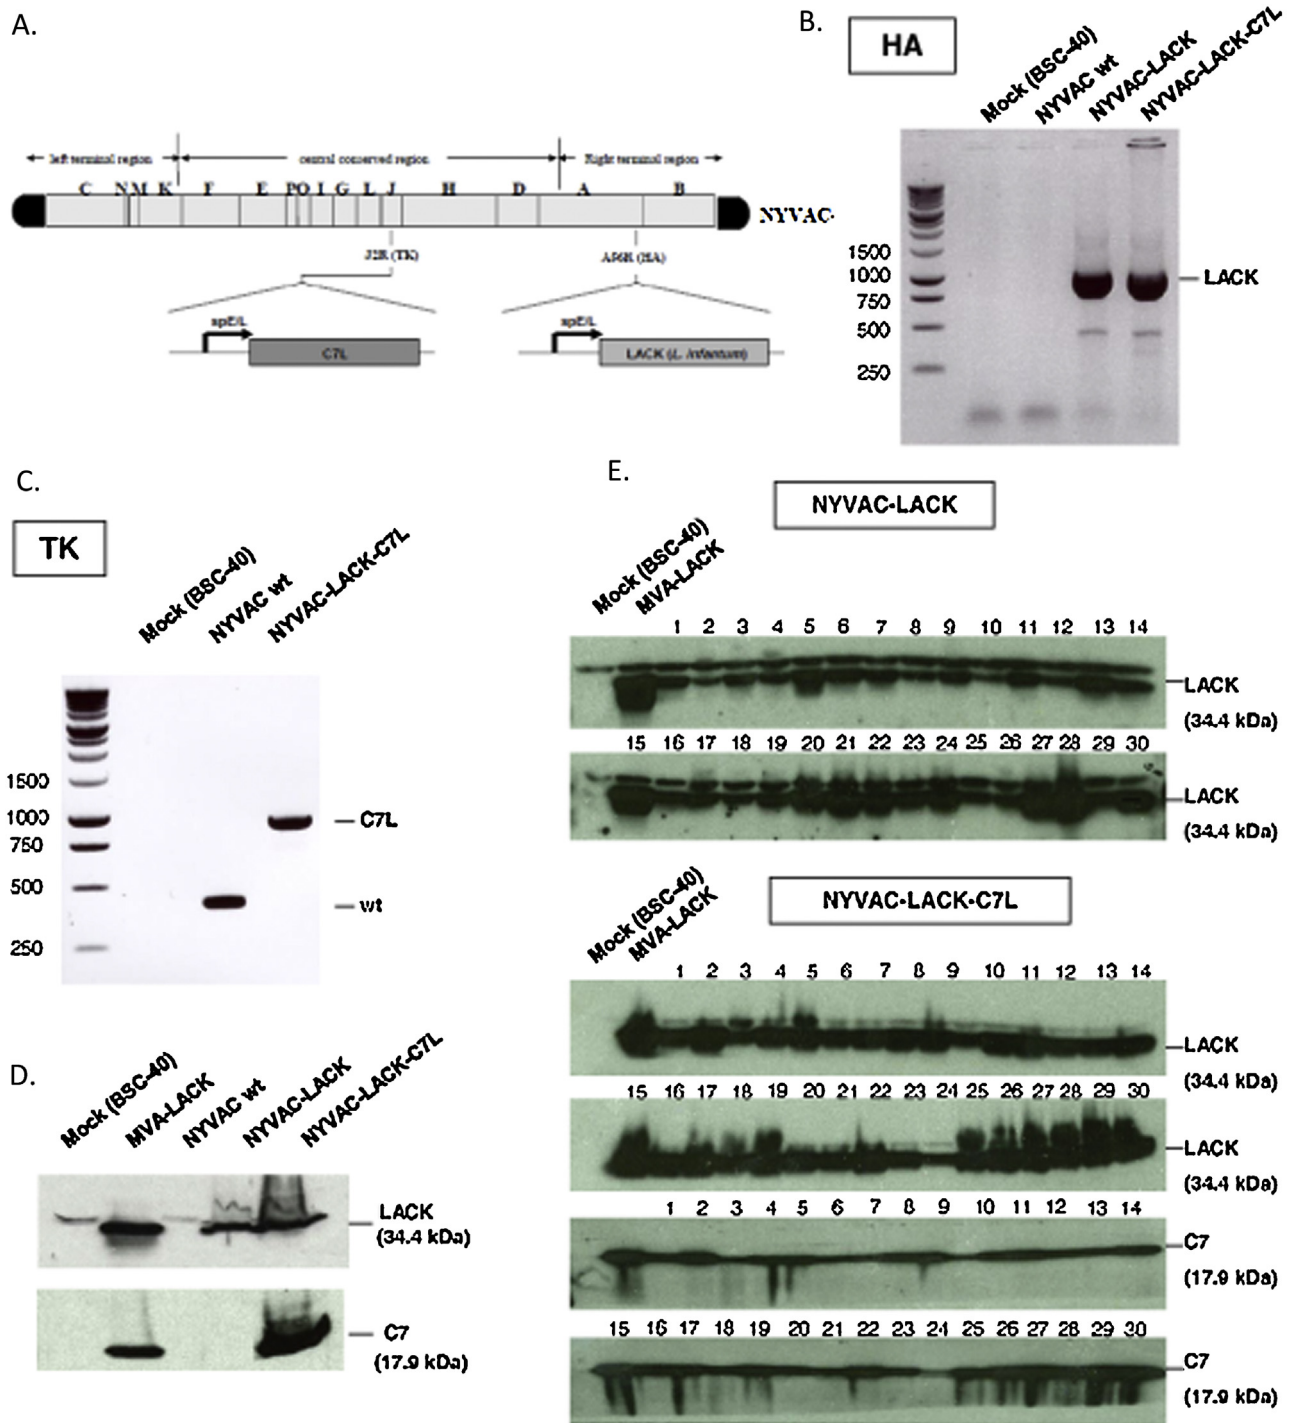 A.
left terminal region
central conserved region
Right terminal region
C N M K F E P O I G L J H D A B
NYVAC-
J2R (TK)
A56R (HA)
spE/L
C7L
spE/L
LACK (L. infantum)
B.
HA
Mock (BSC-40)
NYVAC wt
NYVAC-LACK
NYVAC-LACK-C7L
1500
1000
750
500
250
LACK
C.
TK
Mock (BSC-40)
NYVAC wt
NYVAC-LACK-C7L
1500
1000
750
500
250
C7L
wt
D.
Mock (BSC-40)
MVA-LACK
NYVAC wt
NYVAC-LACK
NYVAC-LACK-C7L
LACK
(34.4 kDa)
C7
(17.9 kDa)
E.
NYVAC-LACK
Mock (BSC-40)
MVA-LACK
1 2 3 4 5 6 7 8 9 10 11 12 13 14
LACK
(34.4 kDa)
15 16 17 18 19 20 21 22 23 24 25 26 27 28 29 30
LACK
(34.4 kDa)
NYVAC-LACK-C7L
Mock (BSC-40)
MVA-LACK
1 2 3 4 5 6 7 8 9 10 11 12 13 14
LACK
(34.4 kDa)
15 16 17 18 19 20 21 22 23 24 25 26 27 28 29 30
LACK
(34.4 kDa)
1 2 3 4 5 6 7 8 9 10 11 12 13 14
C7
(17.9 kDa)
15 16 17 18 19 20 21 22 23 24 25 26 27 28 29 30
C7
(17.9 kDa)